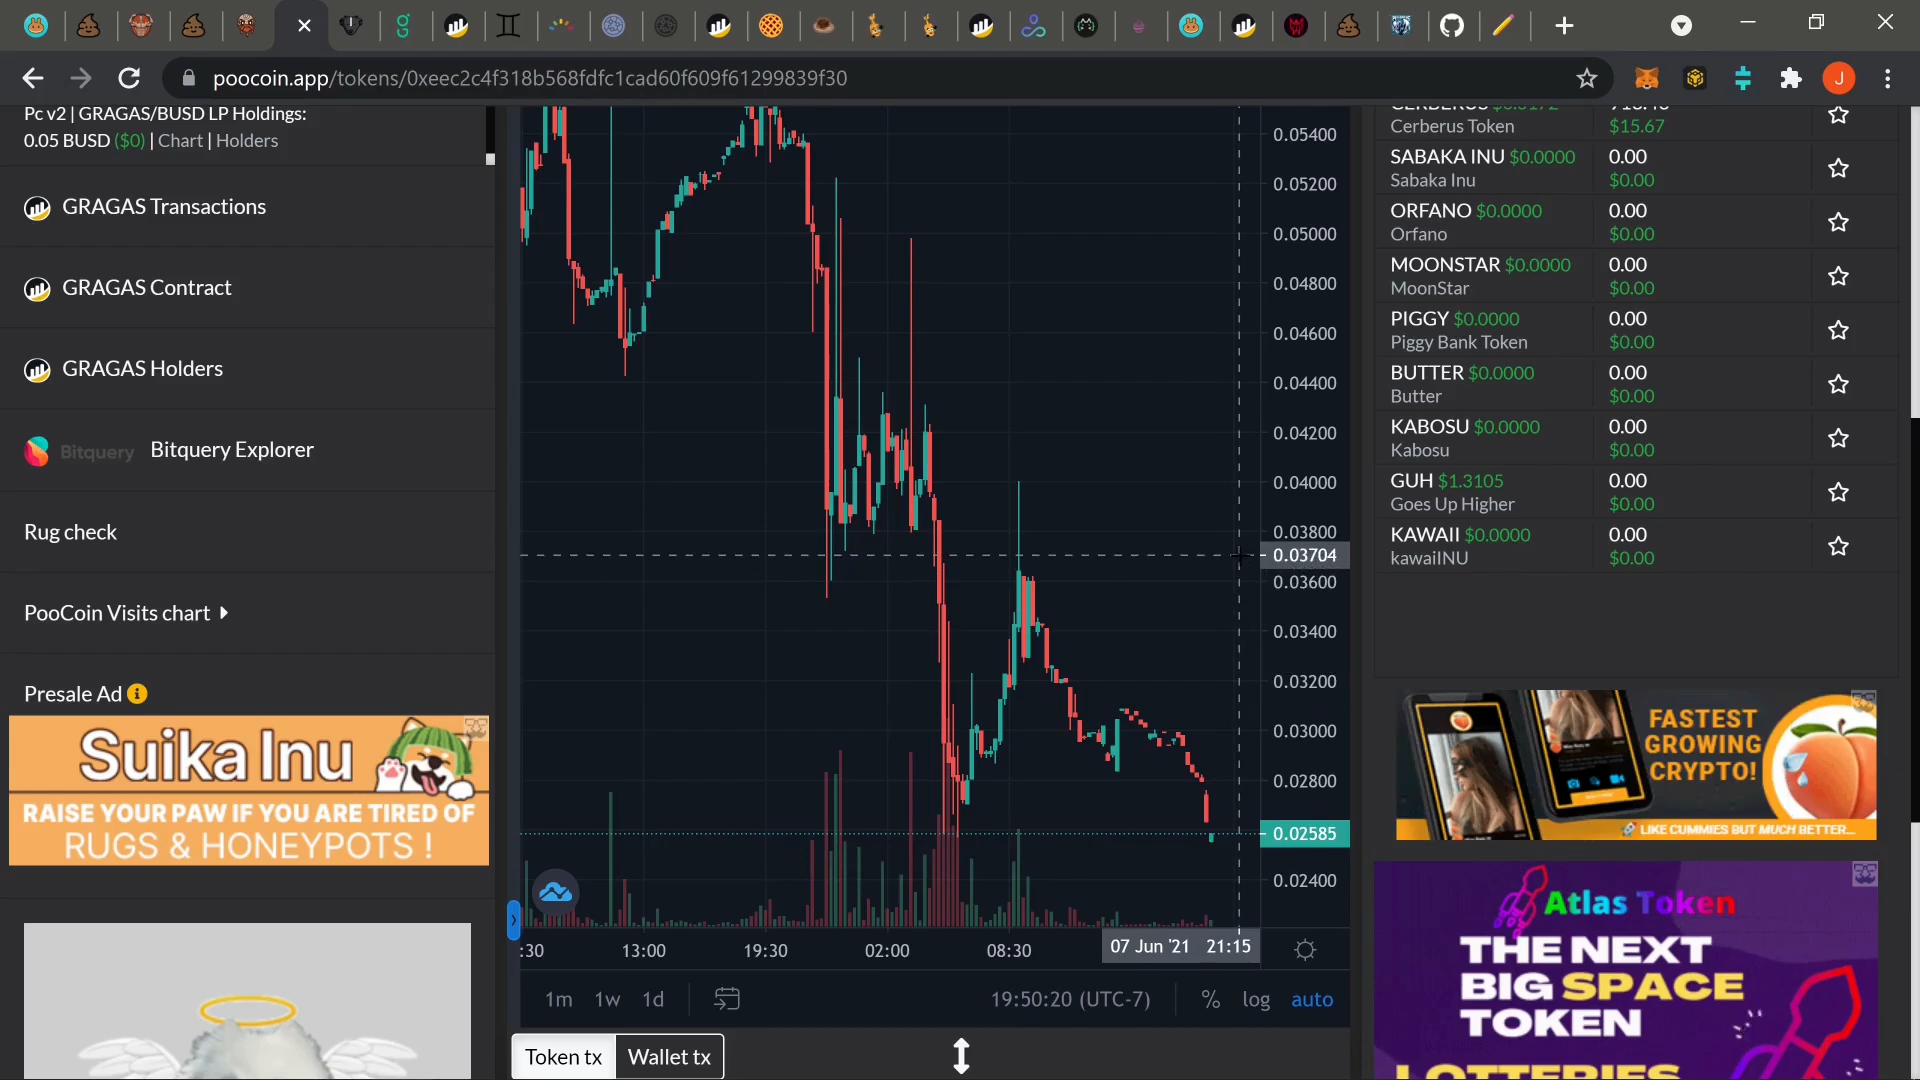 poocoin.app/tokens/0xeec2c4f318b568fdfc1cad60f609f61299839f30
J
Pc v2 | GRAGAS/BUSD LP Holdings:
0.05 BUSD ($0) | Chart | Holders
GRAGAS Transactions
GRAGAS Contract
GRAGAS Holders
Bitquery Bitquery Explorer
Rug check
PooCoin Visits chart
Presale Ad
Suika Inu
RAISE YOUR PAW IF YOU ARE TIRED OF
RUGS & HONEYPOTS !
0.05400
0.05200
0.05000
0.04800
0.04600
0.04400
0.04200
0.04000
0.03800
0.03704
0.03600
0.03400
0.03200
0.03000
0.02800
0.02585
0.02400
:30 13:00 19:30 02:00 08:30 07 Jun '21 21:15
1m 1w 1d 19:50:20 (UTC-7) % log auto
Token tx Wallet tx
Cerberus Token $15.67
SABAKA INU $0.0000 0.00
Sabaka Inu $0.00
ORFANO $0.0000 0.00
Orfano $0.00
MOONSTAR $0.0000 0.00
MoonStar $0.00
PIGGY $0.0000 0.00
Piggy Bank Token $0.00
BUTTER $0.0000 0.00
Butter $0.00
KABOSU $0.0000 0.00
Kabosu $0.00
GUH $1.3105 0.00
Goes Up Higher $0.00
KAWAII $0.0000 0.00
kawaiINU $0.00
FASTEST
GROWING
CRYPTO!
LIKE CUMMIES BUT MUCH BETTER...
Atlas Token
THE NEXT
BIG SPACE
TOKEN
LOTTERIES